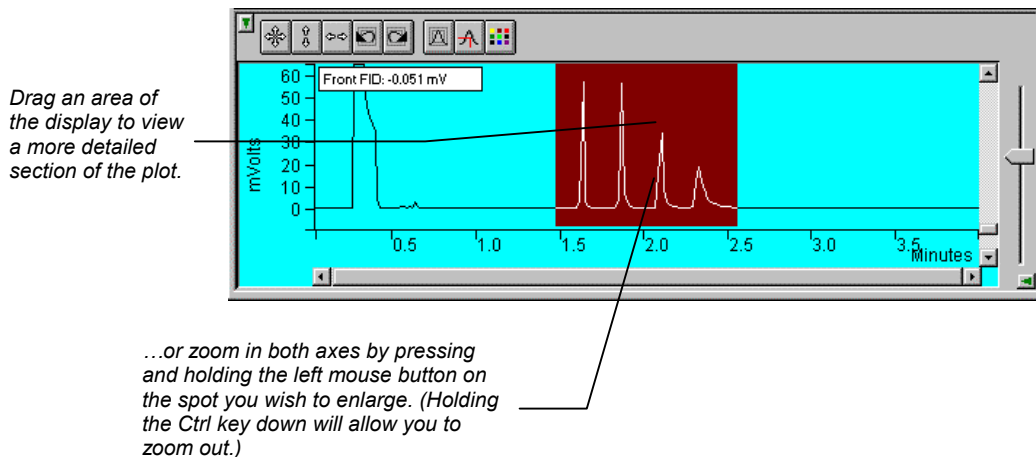 60
Front FID: -0.051 mV
50
40
30
20
10
0
mVolts
0.5
1.0
1.5
2.0
2.5
3.0
3.5
Minutes
Drag an area of
the display to view
a more detailed
section of the plot.
…or zoom in both axes by pressing
and holding the left mouse button on
the spot you wish to enlarge. (Holding
the Ctrl key down will allow you to
zoom out.)